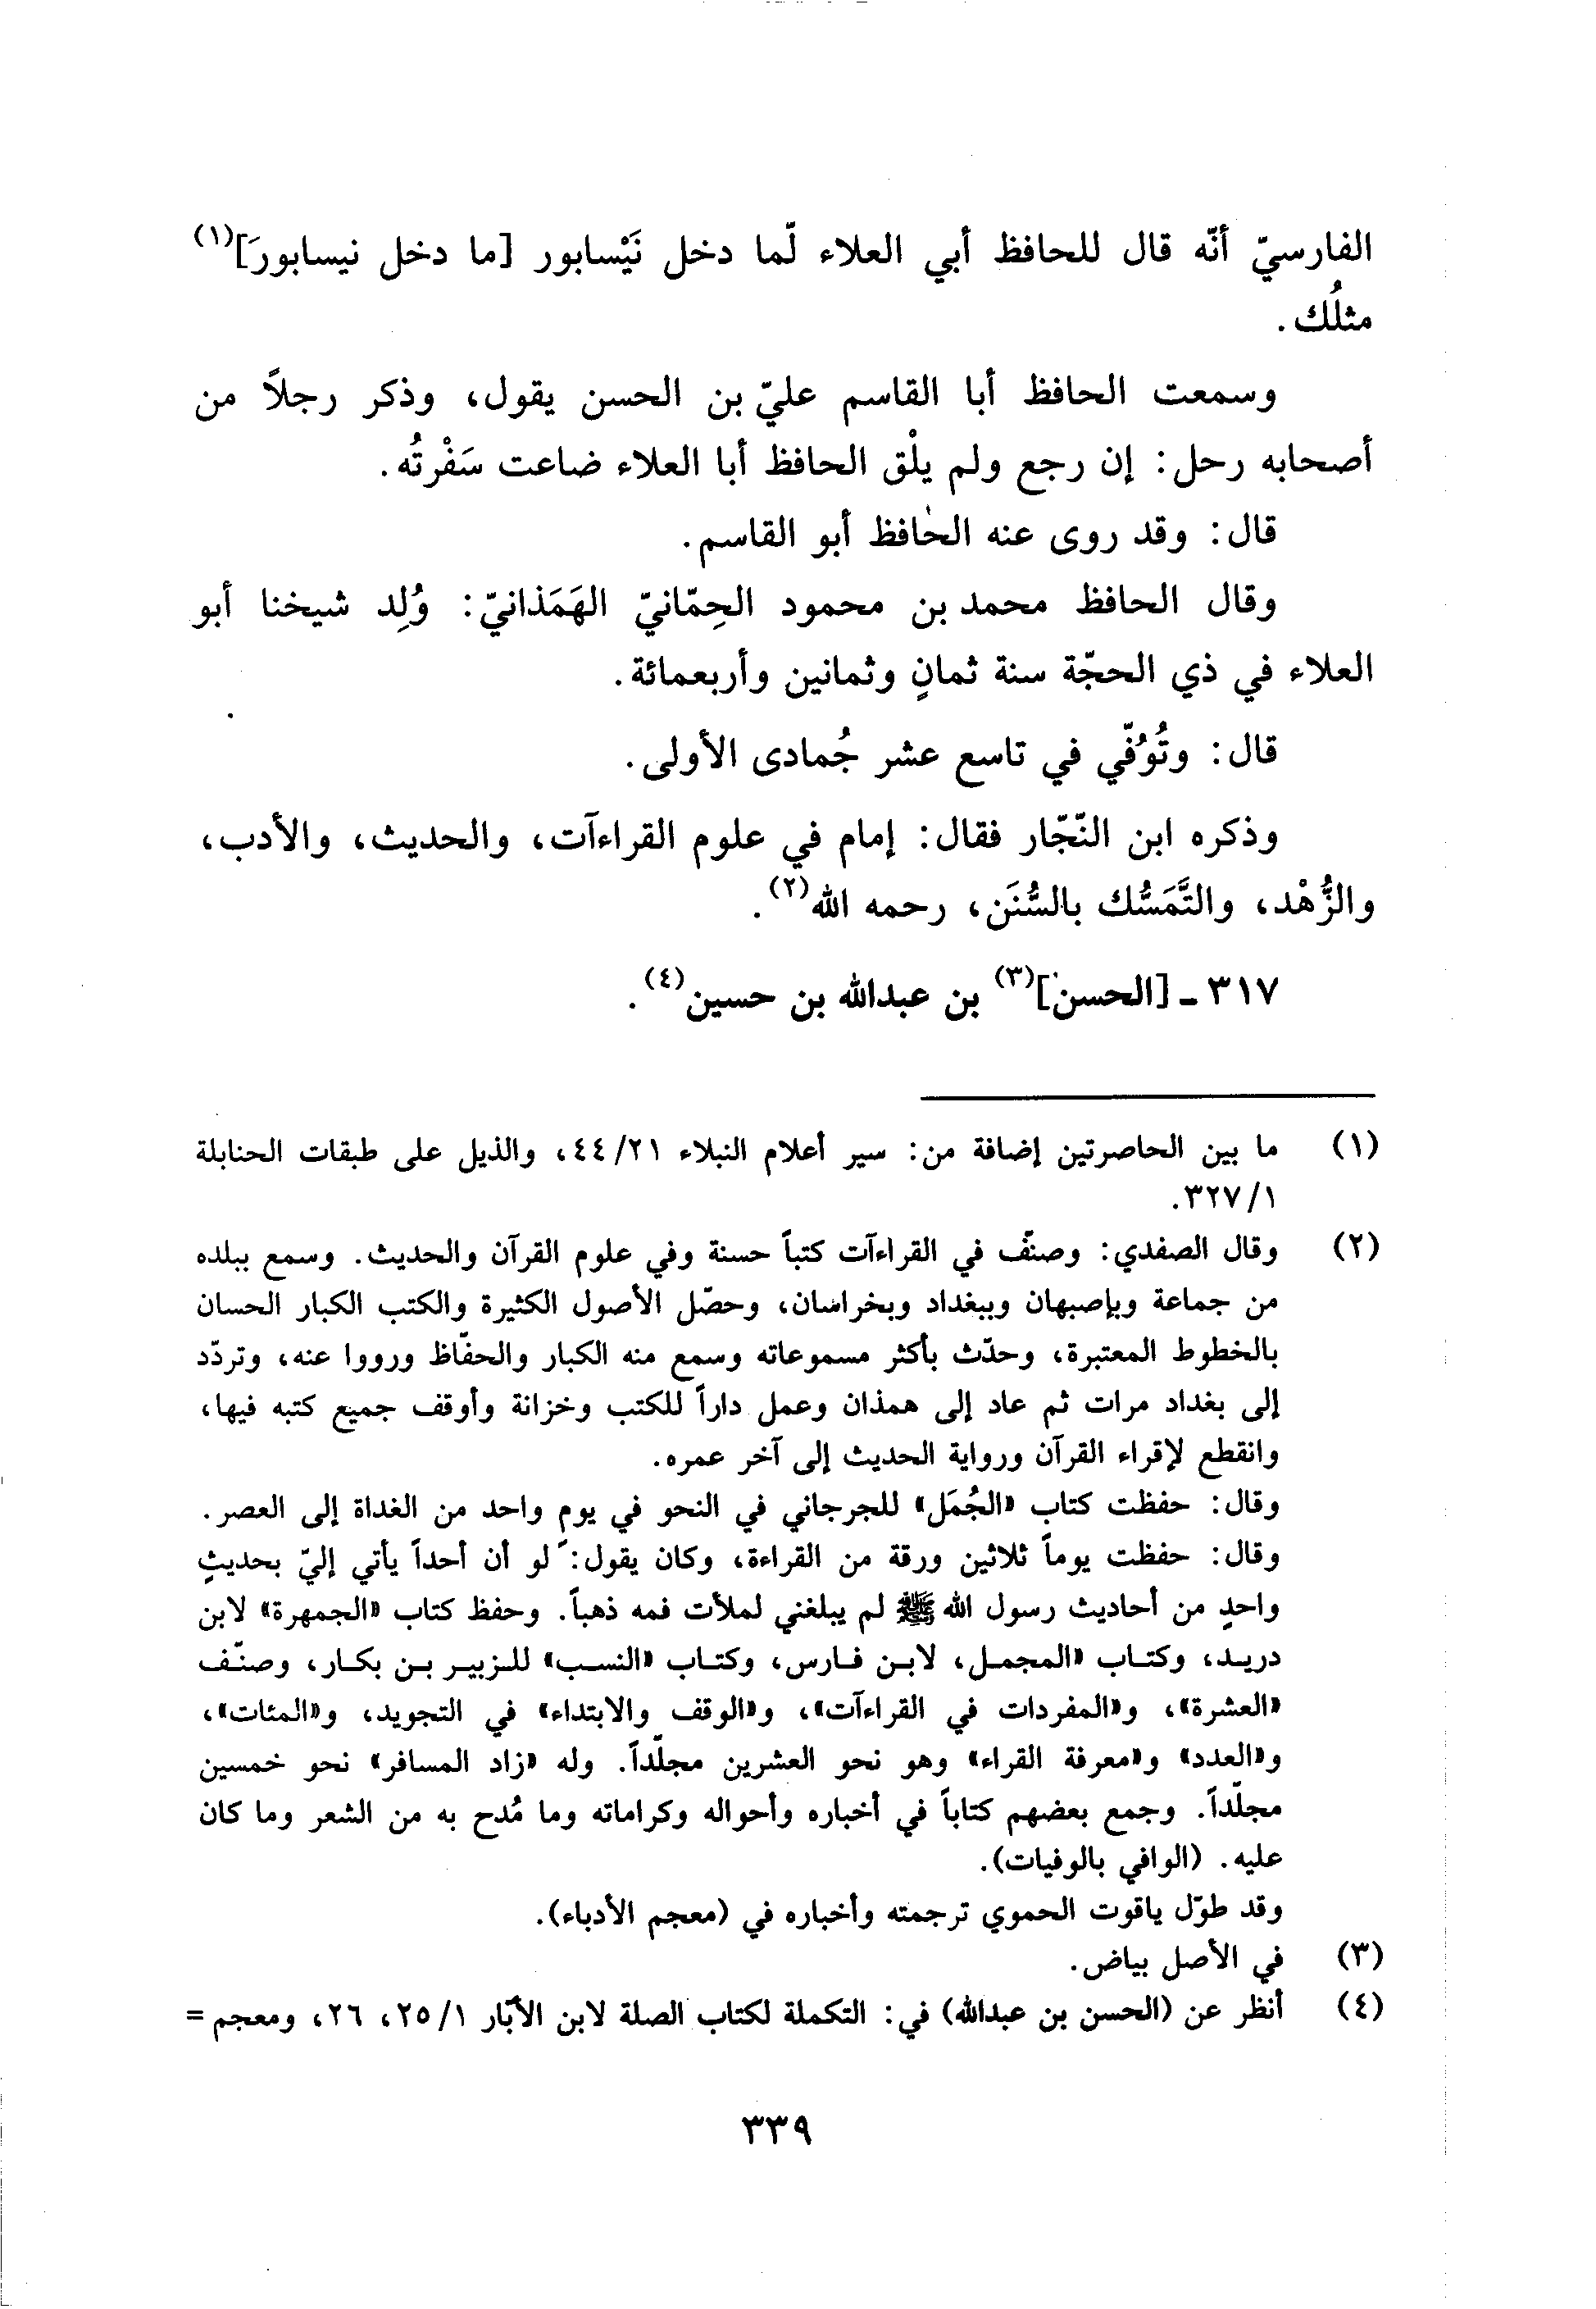 الفارسيّ أنّه قال للحافظ أبي العلاء لّما دخل نَيْسابور [ما دخل نيسابورَ](١)
مثلُك.
وسمعت الحافظ أبا القاسم عليّ بن الحسن يقول، وذكر رجلاً من
أصحابه رحل: إن رجع ولم يلْق الحافظ أبا العلاء ضاعت سَفْرتُه.
قال: وقد روى عنه الحافظ أبو القاسم.
وقال الحافظ محمد بن محمود الحِمّانيّ الهَمَذانيّ: وُلِد شيخنا أبو
العلاء في ذي الحجّة سنة ثمانٍ وثمانين وأربعمائة.
قال: وتُوُفّي في تاسع عشر جُمادى الأولى.
وذكره ابن النّجّار فقال: إمام في علوم القراءآت، والحديث، والأدب،
والزُّهْد، والتَّمَسُّك بالسُّنَن، رحمه الله(٢).
٣١٧ ـ [الحسن](٣) بن عبدالله بن حسين(٤).
(١) ما بين الحاصرتين إضافة من: سير أعلام النبلاء ٤٤/٢١، والذيل على طبقات الحنابلة
٣٢٧/١.
(٢) وقال الصفدي: وصنّف في القراءآت كتباً حسنة وفي علوم القرآن والحديث. وسمع ببلده
من جماعة وبإصبهان وببغداد وبخراسان، وحصّل الأصول الكثيرة والكتب الكبار الحسان
بالخطوط المعتبرة، وحدّث بأكثر مسموعاته وسمع منه الكبار والحفّاظ ورووا عنه، وتردّد
إلى بغداد مرات ثم عاد إلى همذان وعمل داراً للكتب وخزانة وأوقف جميع كتبه فيها،
وانقطع لإقراء القرآن ورواية الحديث إلى آخر عمره.
وقال: حفظت كتاب «الجُمَل» للجرجاني في النحو في يوم واحد من الغداة إلى العصر.
وقال: حفظت يوماً ثلاثين ورقة من القراءة، وكان يقول: لو أن أحداً يأتي إليّ بحديثٍ
واحدٍ من أحاديث رسول الله ﷺ لم يبلغني لملأت فمه ذهباً. وحفظ كتاب «الجمهرة» لابن
دريـد، وكتـاب «المجمـل، لابـن فـارس، وكتـاب «النسـب» للـزبيـر بـن بكـار، وصنّـف
«العشرة»، و«المفردات في القراءآت»، و«الوقف والابتداء» في التجويد، و«المئات»،
و«العدد» و«معرفة القراء» وهو نحو العشرين مجلّداً. وله «زاد المسافر» نحو خمسين
مجلّداً. وجمع بعضهم كتاباً في أخباره وأحواله وكراماته وما مُدح به من الشعر وما كان
عليه. (الوافي بالوفيات).
وقد طوّل ياقوت الحموي ترجمته وأخباره في (معجم الأدباء).
(٣) في الأصل بياض.
(٤) أنظر عن (الحسن بن عبدالله) في: التكملة لكتاب الصلة لابن الأبّار ٢٥/١، ٢٦، ومعجم =
٣٣٩